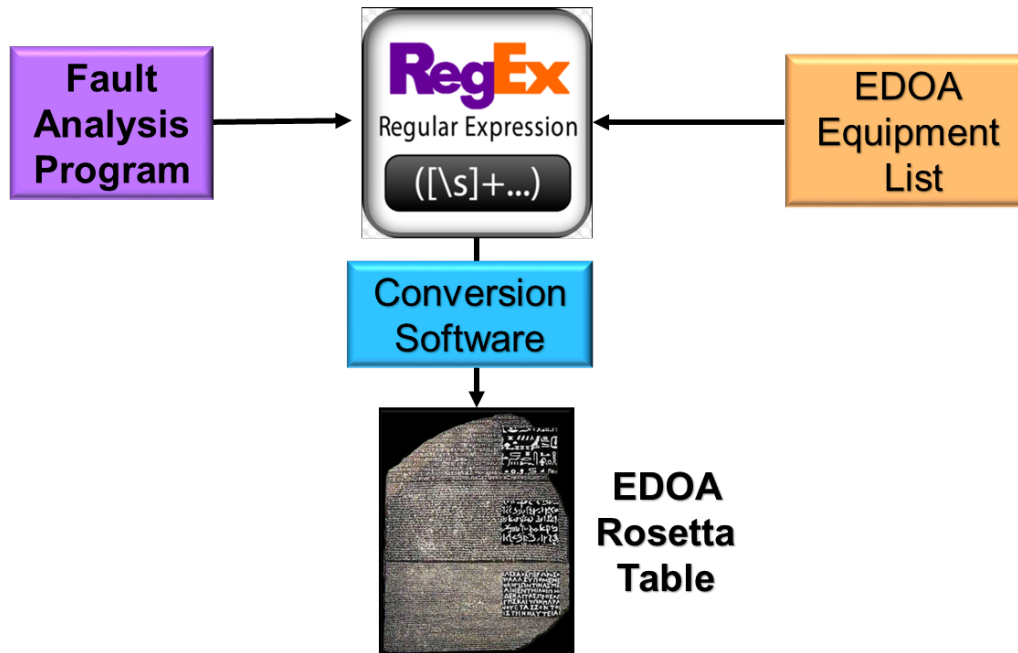 Fault
Analysis
Program
RegEx
Regular Expression
([\s]+...)
EDOA
Equipment
List
Conversion
Software
EDOA
Rosetta
Table